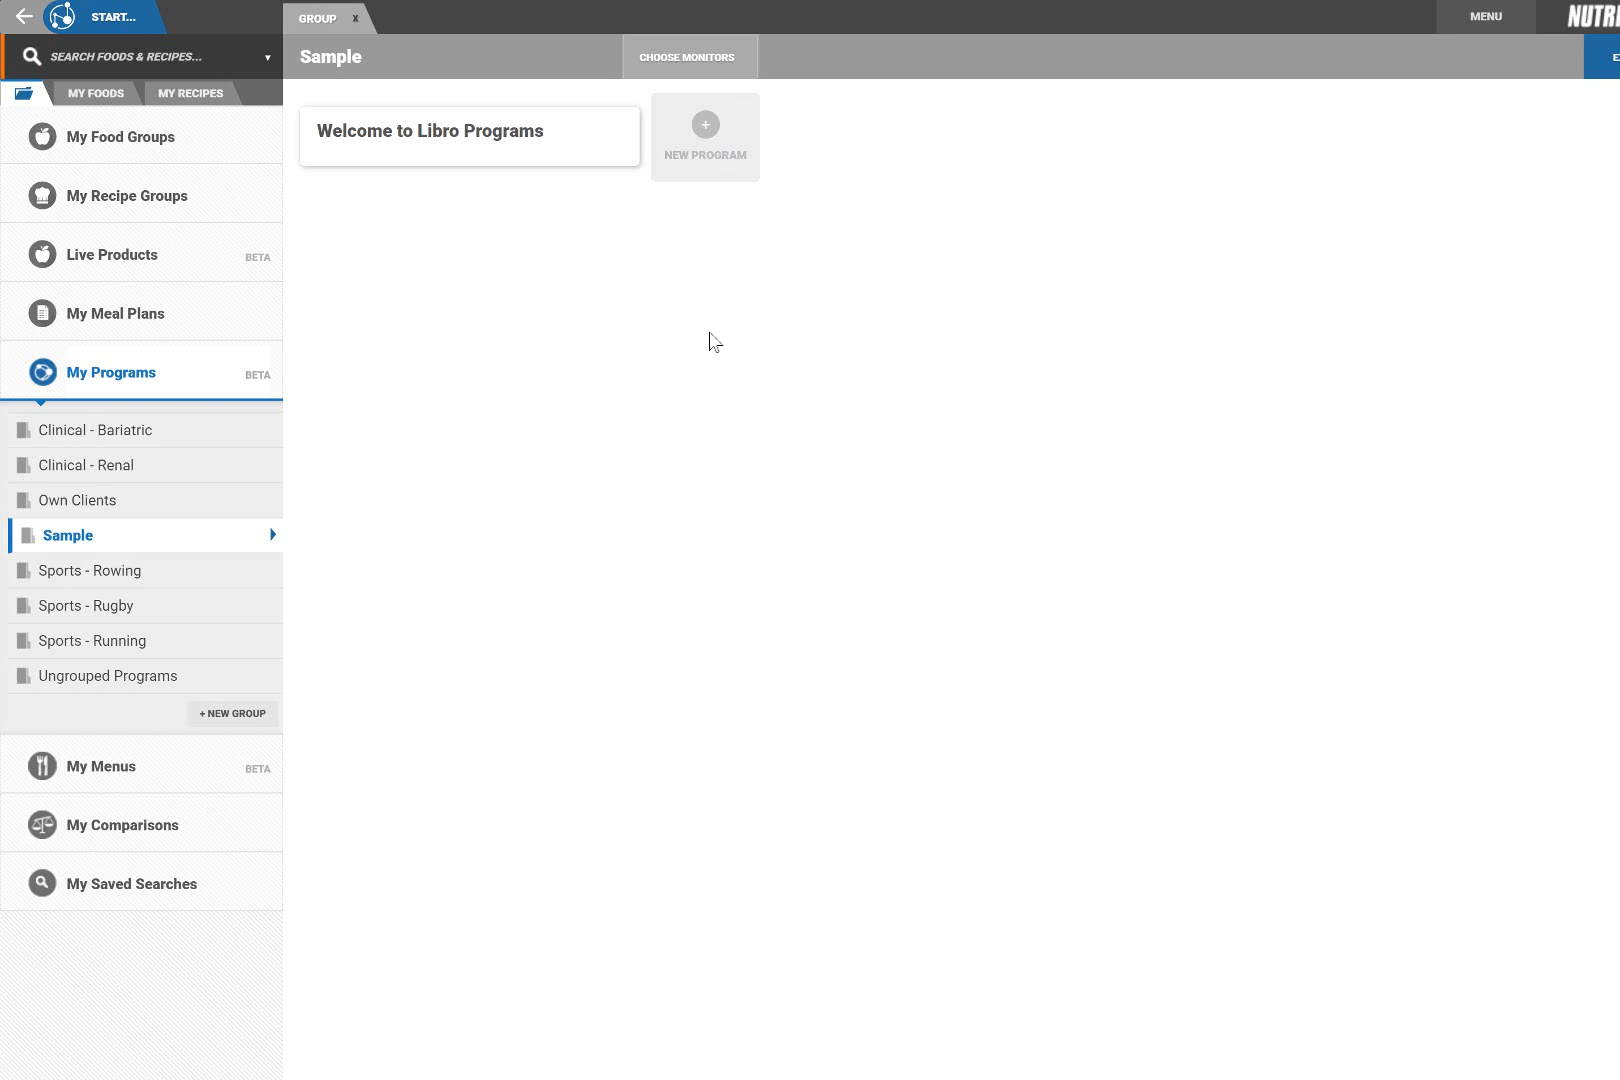 START...
GROUP x
MENU
SEARCH FOODS & RECIPES...
Sample
CHOOSE MONITORS
MY FOODS
MY RECIPES
My Food Groups
My Recipe Groups
Live Products BETA
My Meal Plans
My Programs BETA
Clinical - Bariatric
Clinical - Renal
Own Clients
Sample
Sports - Rowing
Sports - Rugby
Sports - Running
Ungrouped Programs
+ NEW GROUP
My Menus BETA
My Comparisons
My Saved Searches
Welcome to Libro Programs
+
NEW PROGRAM